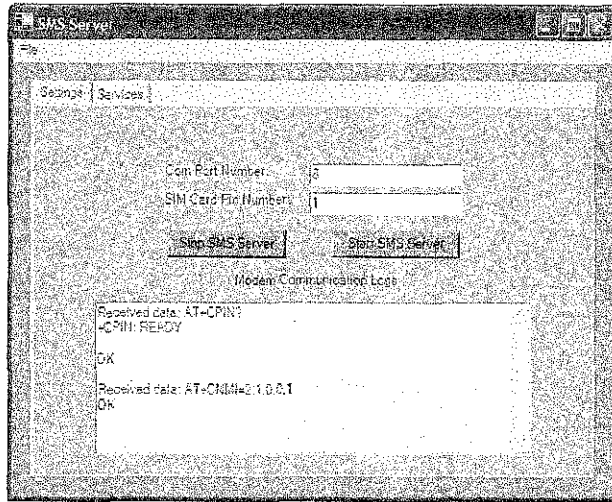 SMS Server
File
Settings Services
Com Port Number:
SIM Card Pin Number: 1
Stop SMS Server
SMS Server
Modem Communication Logs
Received data: AT+CPIN?
+CPIN: READY
OK
Received data: AT+CNMI=2,1,0,0,1
OK